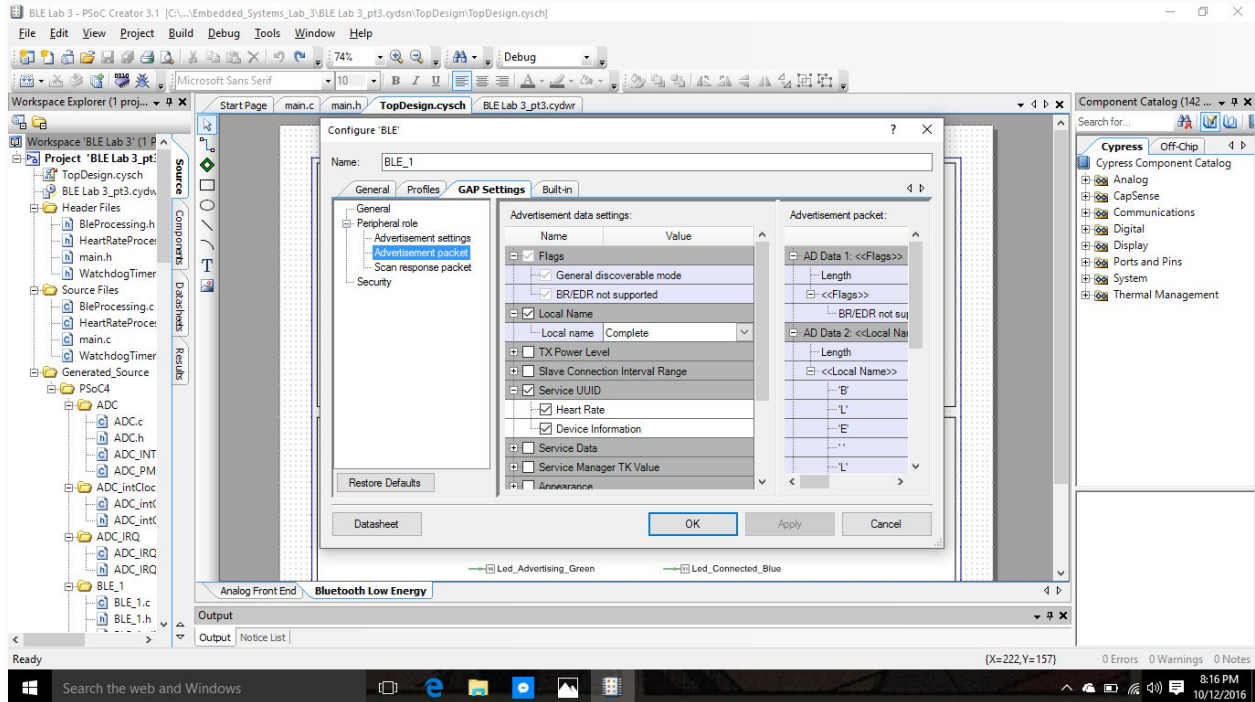 BLE Lab 3 - PSoC Creator 3.1 [C:\...\Embedded_Systems_Lab_3\BLE Lab 3_pt3.cydsn\TopDesign\TopDesign.cysch]
File Edit View Project Build Debug Tools Window Help
74% Debug
Microsoft Sans Serif 10 B I U
Workspace Explorer (1 proj...
Workspace 'BLE Lab 3' (1 P
Project 'BLE Lab 3_pt3
TopDesign.cysch
BLE Lab 3_pt3.cydw
Header Files
BleProcessing.h
HeartRateProce
main.h
WatchdogTimer
Source Files
BleProcessing.c
HeartRateProce
main.c
WatchdogTimer
Generated_Source
PSoC4
ADC
ADC.c
ADC.h
ADC_INT
ADC_PM
ADC_intCloc
ADC_intC
ADC_intC
ADC_IRQ
ADC_IRQ
ADC_IRQ
BLE_1
BLE_1.c
BLE_1.h
Source
Components
Datasheets
Results
Start Page main.c main.h TopDesign.cysch BLE Lab 3_pt3.cydwr
Configure 'BLE' ?
Name: BLE_1
General Profiles GAP Settings Built-in
General
Peripheral role
Advertisement settings
Advertisement packet
Scan response packet
Security
Restore Defaults
Advertisement data settings:
Name Value
Flags
General discoverable mode
BR/EDR not supported
Local Name
Local name Complete
TX Power Level
Slave Connection Interval Range
Service UUID
Heart Rate
Device Information
Service Data
Service Manager TK Value
Appearance
Advertisement packet:
AD Data 1: <<Flags>>
Length
<<Flags>>
BR/EDR not sup
AD Data 2: <<Local Nar
Length
<<Local Name>>
'B'
'L'
'E'
' '
'L'
Datasheet OK Apply Cancel
Led_Advertising_Green Led_Connected_Blue
Analog Front End Bluetooth Low Energy
Output
Output Notice List
Component Catalog (142 ...
Search for...
Cypress Off-Chip
Cypress Component Catalog
Analog
CapSense
Communications
Digital
Display
Ports and Pins
System
Thermal Management
Ready {X=222,Y=157} 0 Errors 0 Warnings 0 Notes
Search the web and Windows
8:16 PM
10/12/2016